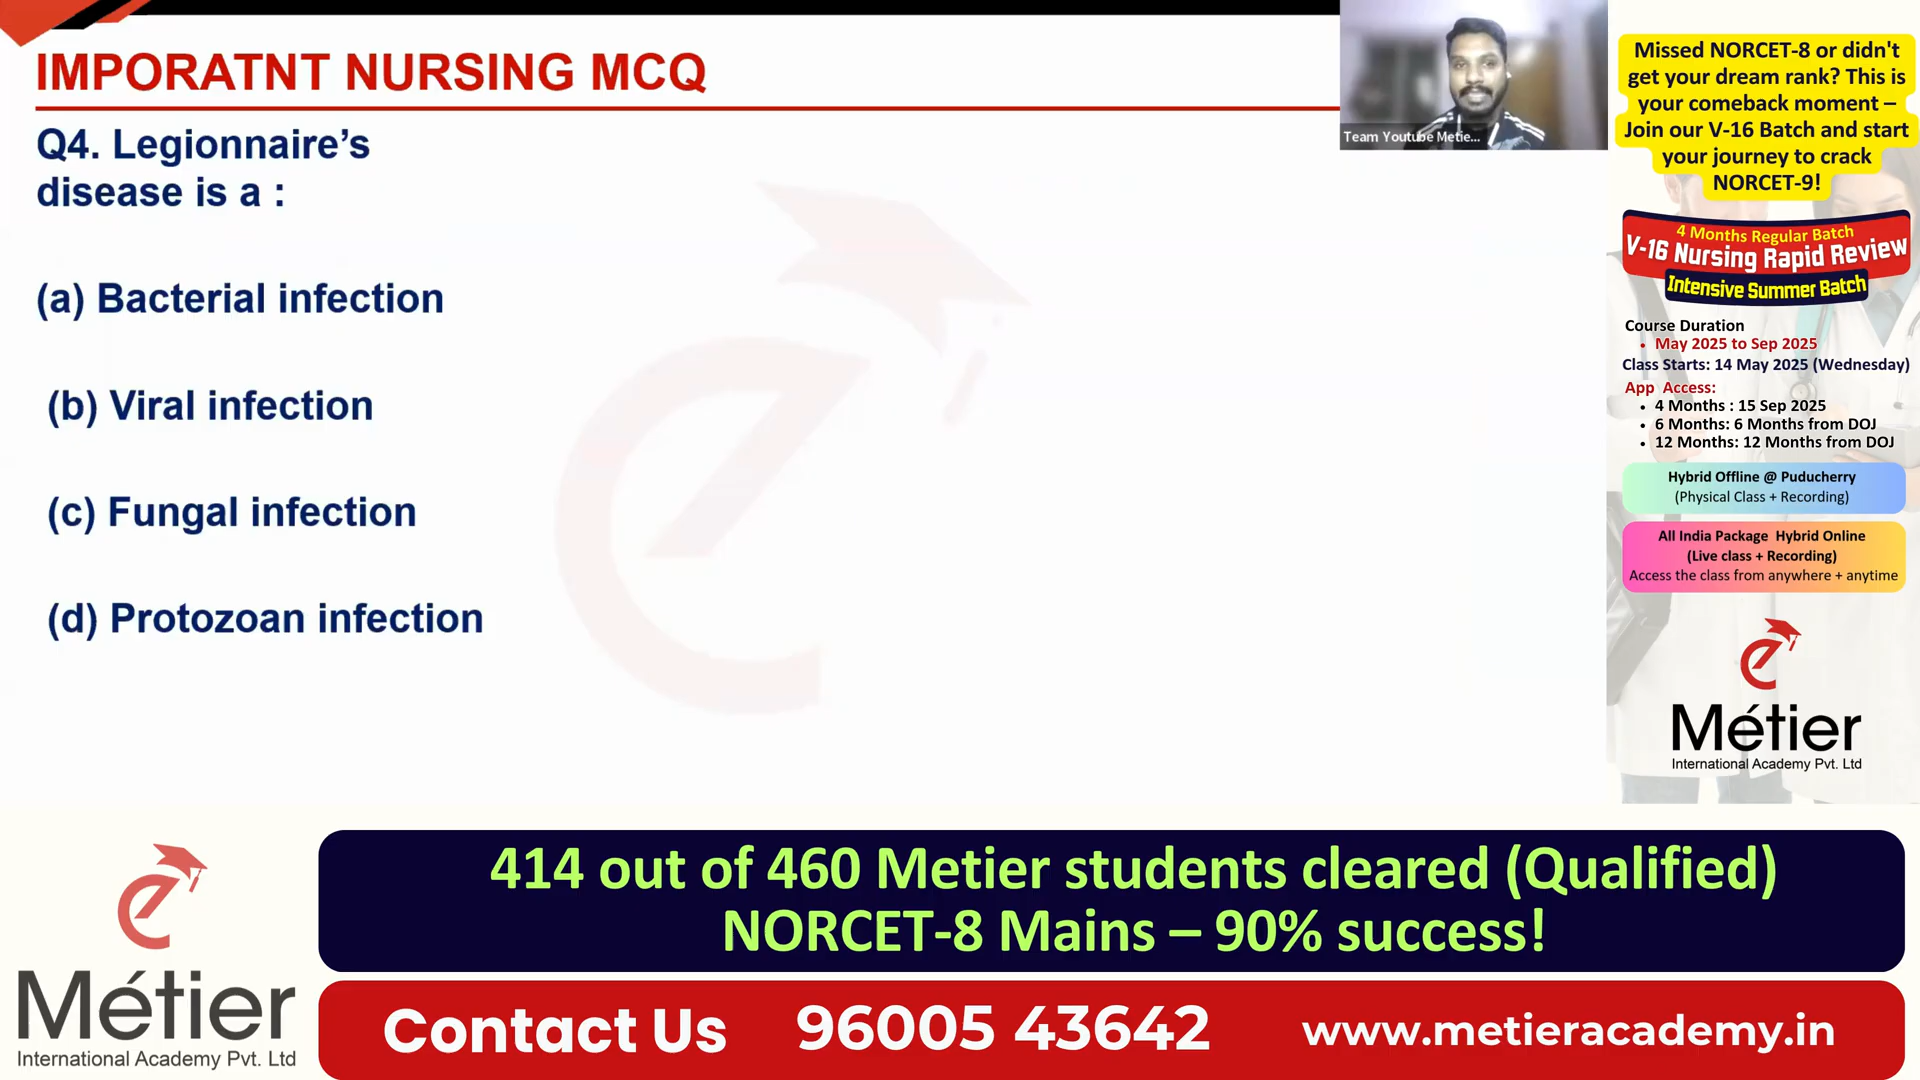 IMPORATNT NURSING MCQ
Q4. Legionnaire’s
disease is a :
(a) Bacterial infection
(b) Viral infection
(c) Fungal infection
(d) Protozoan infection
Team Youtube Metie...
Missed NORCET-8 or didn't
get your dream rank? This is
your comeback moment –
Join our V-16 Batch and start
your journey to crack
NORCET-9!
4 Months Regular Batch
V-16 Nursing Rapid Review
Intensive Summer Batch
Course Duration
• May 2025 to Sep 2025
Class Starts: 14 May 2025 (Wednesday)
App Access:
• 4 Months : 15 Sep 2025
• 6 Months: 6 Months from DOJ
• 12 Months: 12 Months from DOJ
Hybrid Offline @ Puducherry
(Physical Class + Recording)
All India Package Hybrid Online
(Live class + Recording)
Access the class from anywhere + anytime
Métier
International Academy Pvt. Ltd
Métier
International Academy Pvt. Ltd
414 out of 460 Metier students cleared (Qualified)
NORCET-8 Mains – 90% success!
Contact Us 96005 43642 www.metieracademy.in